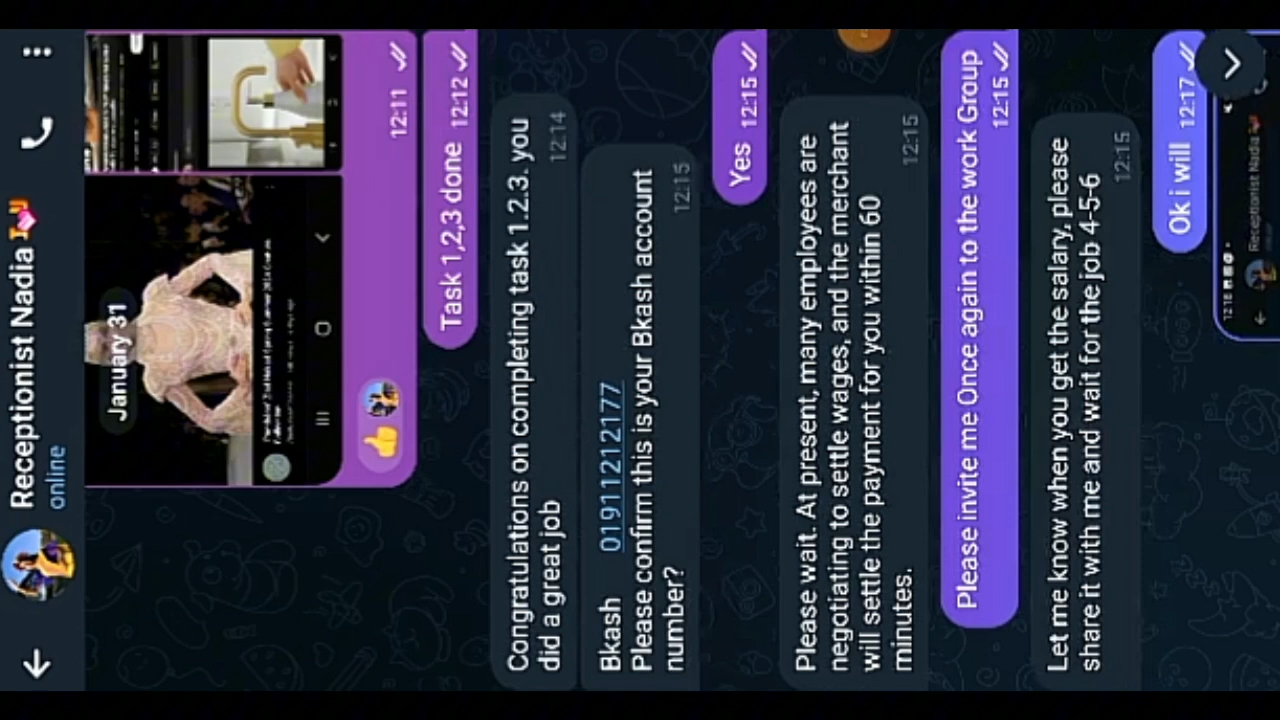 Receptionist Nadia
online
January 31
12:11
Task 1,2,3 done 12:12
Congratulations on completing task 1.2.3. you
did a great job 12:14
Bkash 01911212177
Please confirm this is your Bkash account
number? 12:15
Yes 12:15
Please wait. At present, many employees are
negotiating to settle wages, and the merchant
will settle the payment for you within 60
minutes. 12:15
Please invite me Once again to the work Group
12:15
Let me know when you get the salary, please
share it with me and wait for the job 4-5-6
12:15
Ok i will 12:17
Receptionist Nadia